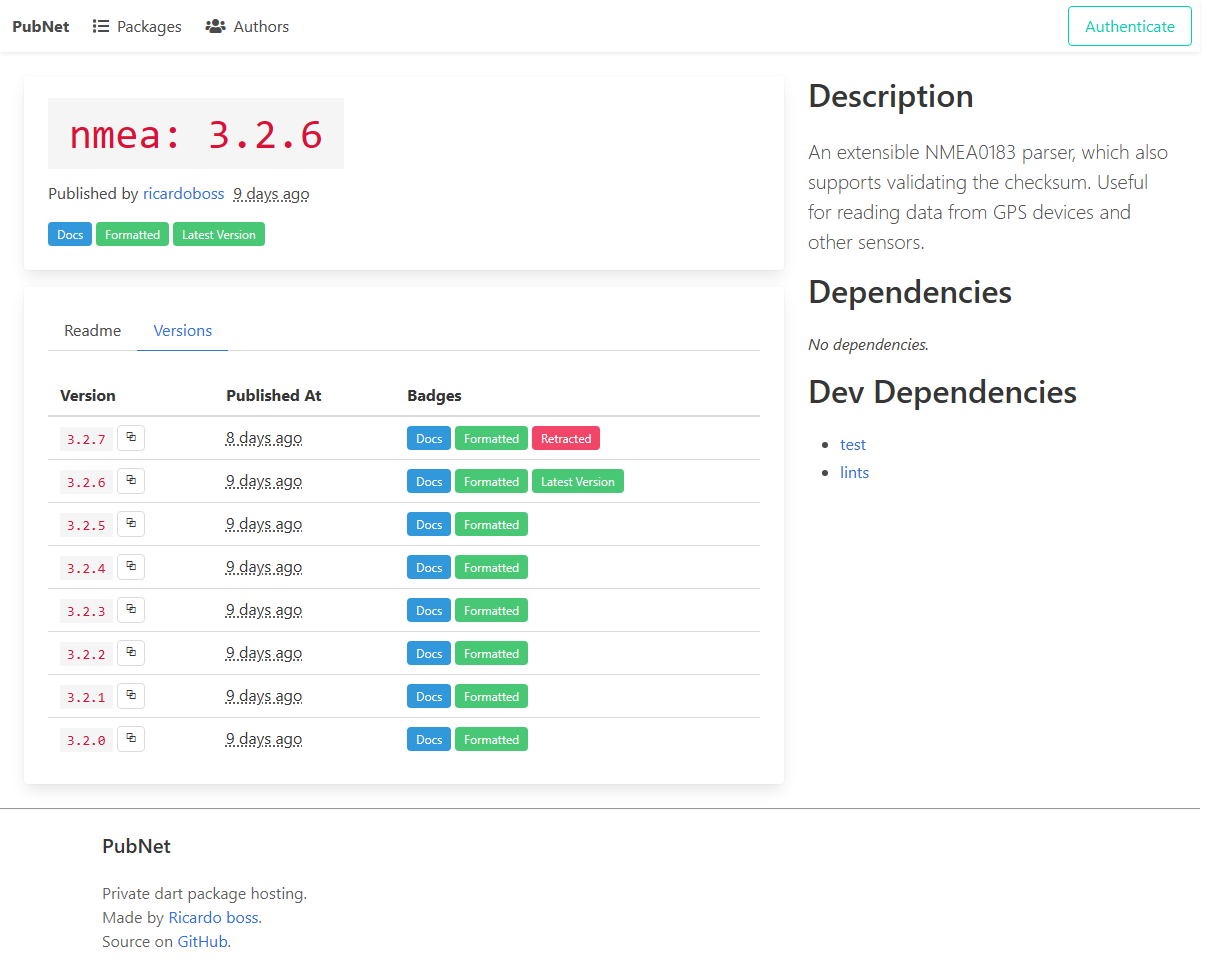 PubNet Packages Authors Authenticate
nmea: 3.2.6
Published by ricardoboss 9 days ago
Docs Formatted Latest Version
Readme Versions
Version Published At Badges
3.2.7 8 days ago Docs Formatted Retracted
3.2.6 9 days ago Docs Formatted Latest Version
3.2.5 9 days ago Docs Formatted
3.2.4 9 days ago Docs Formatted
3.2.3 9 days ago Docs Formatted
3.2.2 9 days ago Docs Formatted
3.2.1 9 days ago Docs Formatted
3.2.0 9 days ago Docs Formatted
Description
An extensible NMEA0183 parser, which also
supports validating the checksum. Useful
for reading data from GPS devices and
other sensors.
Dependencies
No dependencies.
Dev Dependencies
test
lints
PubNet
Private dart package hosting.
Made by Ricardo boss.
Source on GitHub.